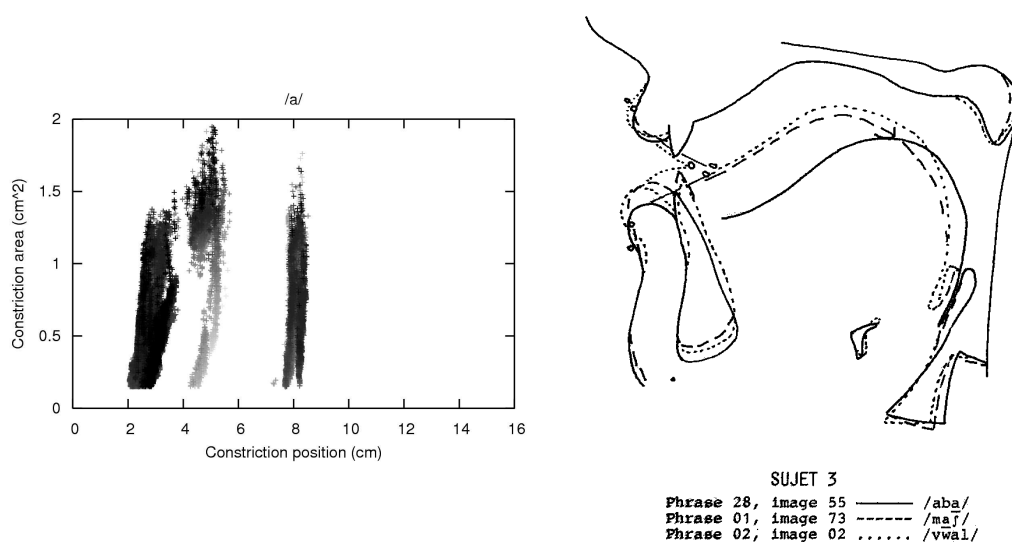 /a/
2
1.5
1
0.5
0
0 2 4 6 8 10 12 14 16
Constriction area (cm^2)
Constriction position (cm)
SUJET 3
Phrase 28, image 55 /aba/
Phrase 01, image 73 /maʃ/
Phrase 02, image 02 /vwal/